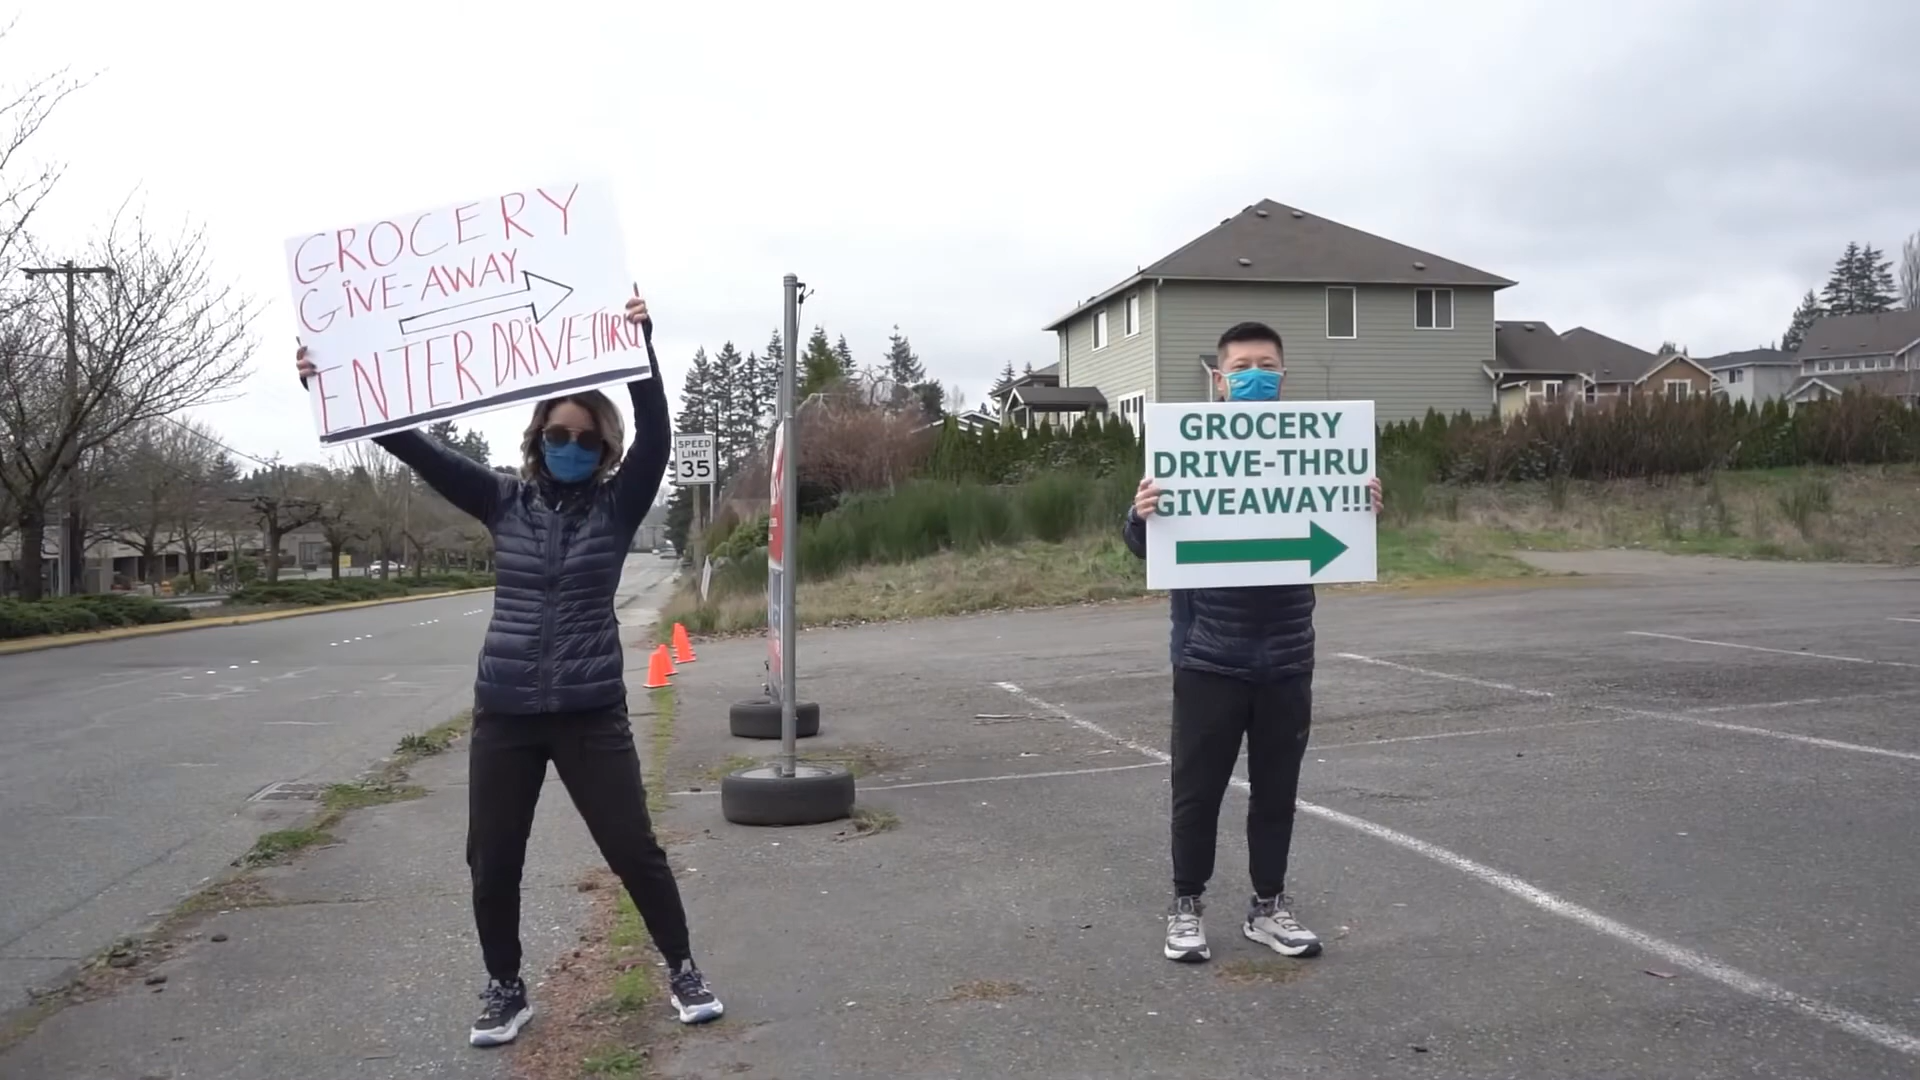 GROCERY
GIVE-AWAY
ENTER DRIVE-THRU
SPEED
LIMIT
35
GROCERY
DRIVE-THRU
GIVEAWAY!!!